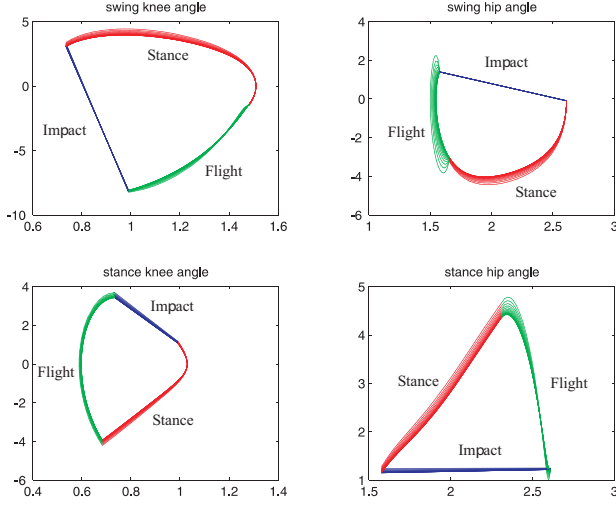 swing knee angle
5
0
-5
-10
0.6
0.8
1
1.2
1.4
1.6
Stance
Impact
Flight
swing hip angle
4
2
0
-2
-4
-6
1
1.5
2
2.5
3
Impact
Flight
Stance
stance knee angle
4
2
0
-2
-4
-6
0.4
0.6
0.8
1
1.2
1.4
Impact
Flight
Stance
stance hip angle
5
4
3
2
1
1.5
2
2.5
3
Stance
Flight
Impact